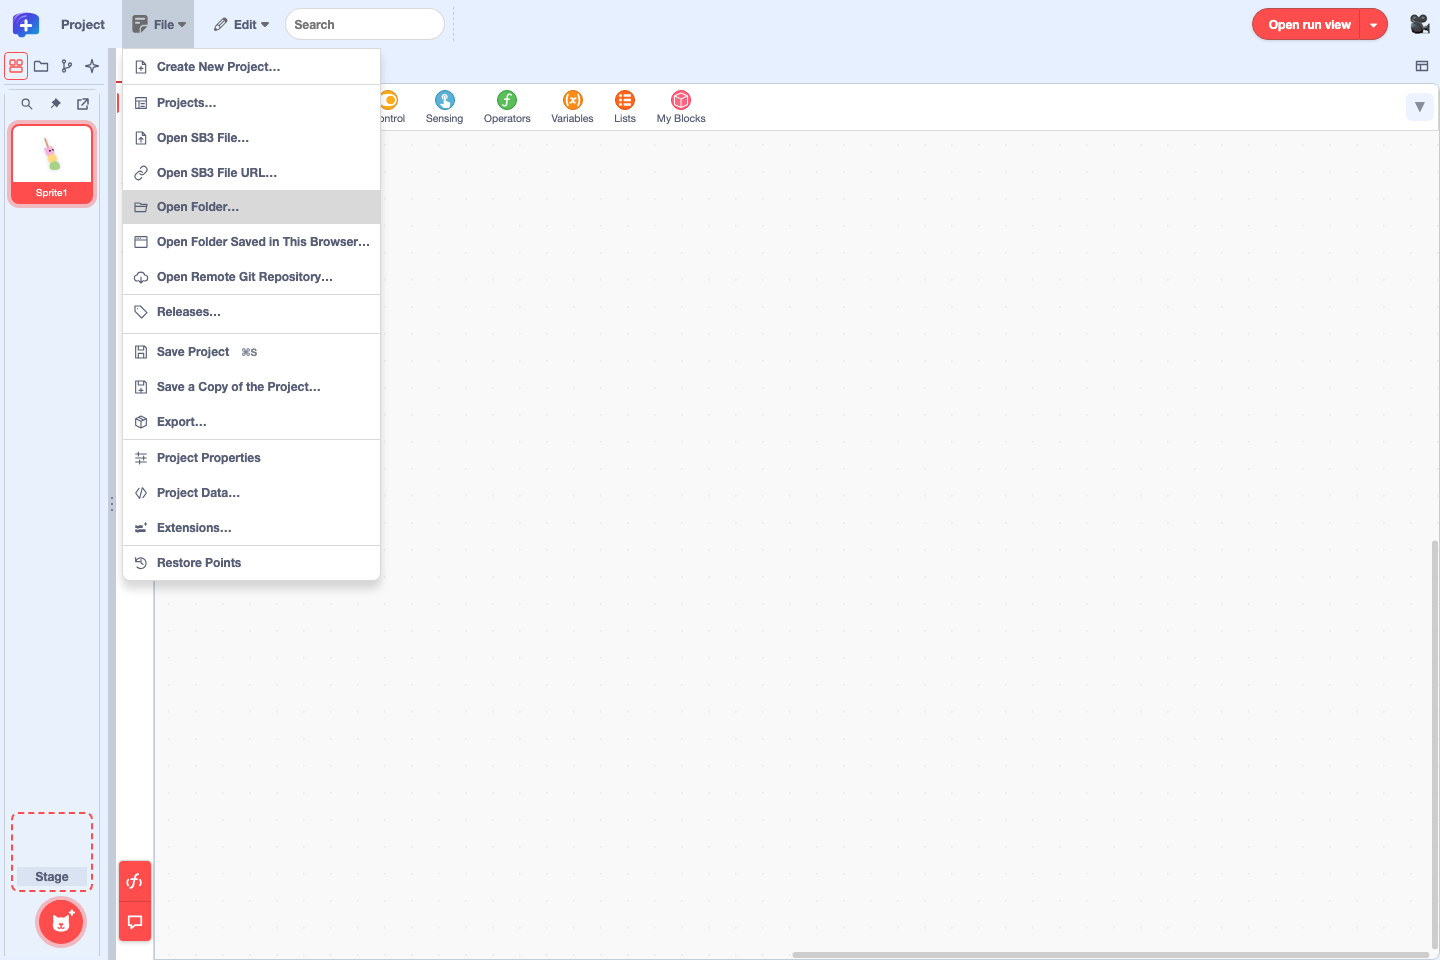 Project
File
Edit
Search
Open run view
Create New Project...
Projects...
Open SB3 File...
Open SB3 File URL...
Open Folder...
Open Folder Saved in This Browser...
Open Remote Git Repository...
Releases...
Save Project ⌘S
Save a Copy of the Project...
Export...
Project Properties
Project Data...
Extensions...
Restore Points
ontrol
Sensing
Operators
Variables
Lists
My Blocks
Sprite1
Stage